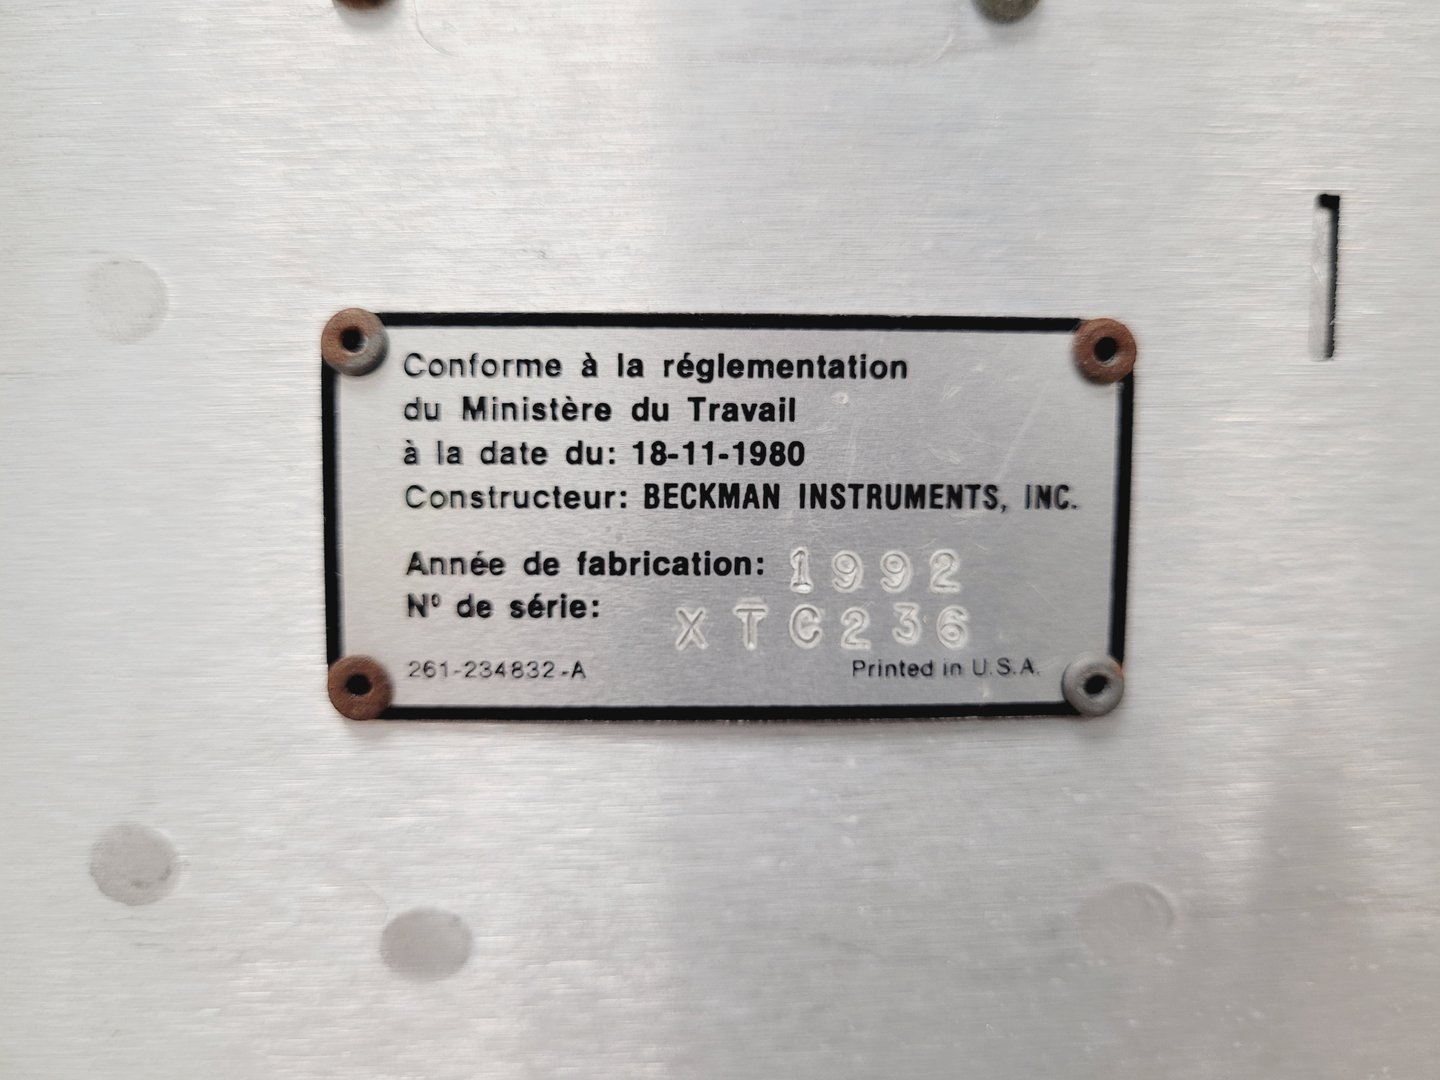 Conforme à la réglementation
du Ministère du Travail
à la date du: 18-11-1980
Constructeur: BECKMAN INSTRUMENTS, INC.
Année de fabrication: 1992
Nº de série: XTC236
261-234832-A Printed in U.S.A.